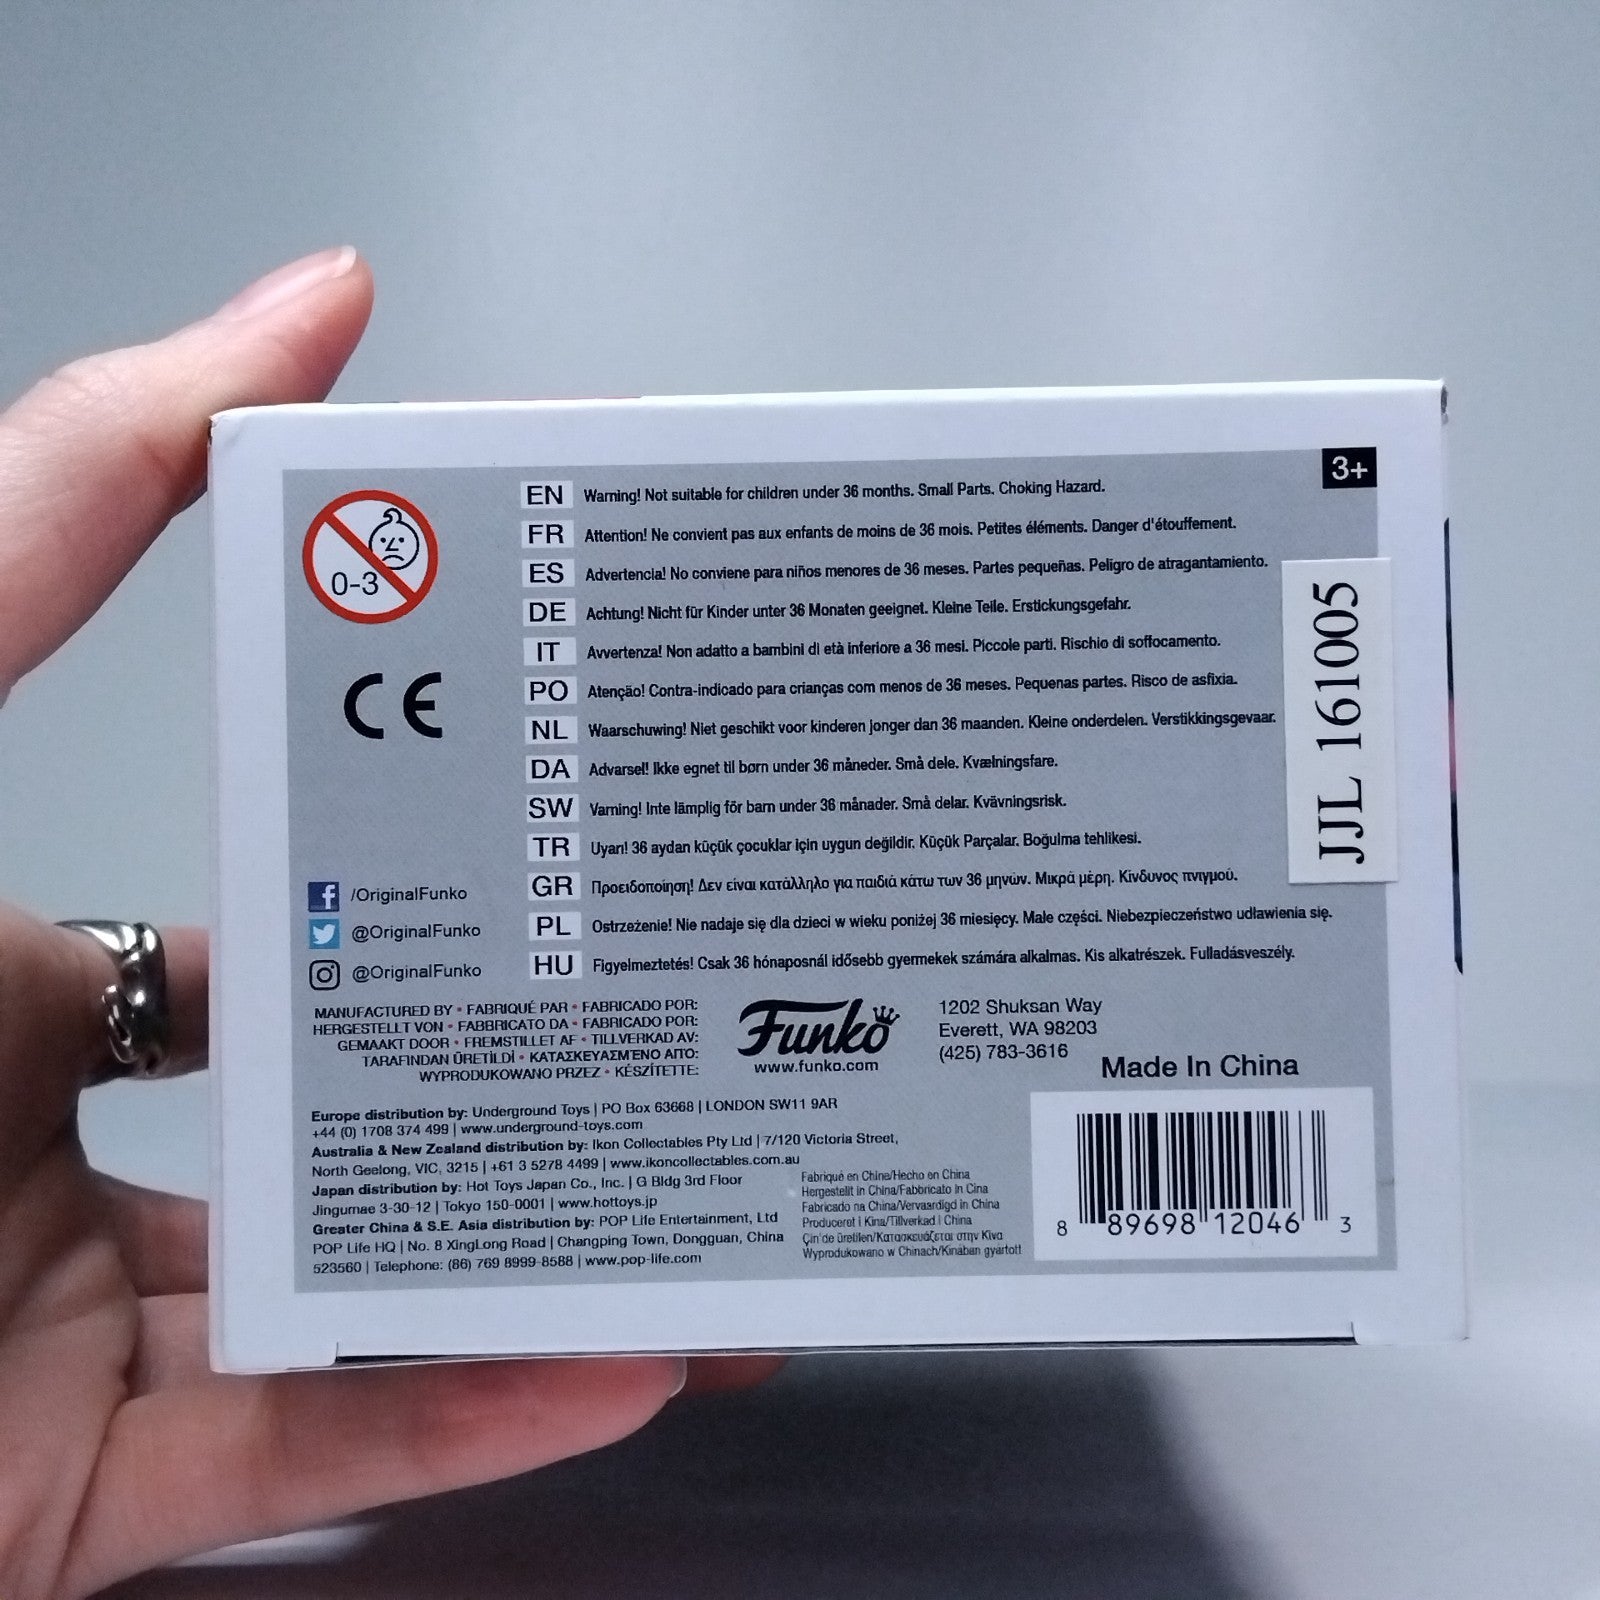 3+
0-3
CE
EN Warning! Not suitable for children under 36 months. Small Parts. Choking Hazard.
FR Attention! Ne convient pas aux enfants de moins de 36 mois. Petites éléments. Danger d'étouffement.
ES Advertencia! No conviene para niños menores de 36 meses. Partes pequeñas. Peligro de atragantamiento.
DE Achtung! Nicht für Kinder unter 36 Monaten geeignet. Kleine Teile. Erstickungsgefahr.
IT Avvertenza! Non adatto a bambini di età inferiore a 36 mesi. Piccole parti. Rischio di soffocamento.
PO Atenção! Contra-indicado para crianças com menos de 36 meses. Pequenas partes. Risco de asfixia.
NL Waarschuwing! Niet geschikt voor kinderen jonger dan 36 maanden. Kleine onderdelen. Verstikkingsgevaar.
DA Advarsel! Ikke egnet til børn under 36 måneder. Små dele. Kvælningsfare.
SW Varning! Inte lämplig för barn under 36 månader. Små delar. Kvävningsrisk.
TR Uyarı! 36 aydan küçük çocuklar için uygun değildir. Küçük Parçalar. Boğulma tehlikesi.
GR Προειδοποίηση! Δεν είναι κατάλληλο για παιδιά κάτω των 36 μηνών. Μικρά μέρη. Κίνδυνος πνιγμού.
PL Ostrzeżenie! Nie nadaje się dla dzieci w wieku poniżej 36 miesięcy. Małe części. Niebezpieczeństwo udławienia się.
HU Figyelmeztetés! Csak 36 hónaposnál idősebb gyermekek számára alkalmas. Kis alkatrészek. Fulladásveszély.
JJL 161005
/OriginalFunko
@OriginalFunko
@OriginalFunko
MANUFACTURED BY • FABRIQUÉ PAR • FABRICADO POR:
HERGESTELLT VON • FABBRICATO DA • FABRICADO POR:
GEMAAKT DOOR • FREMSTILLET AF • TILLVERKAD AV:
TARAFINDAN ÜRETİLDİ • ΚΑΤΑΣΚΕΥΑΣΜΈΝΟ ΑΠΌ:
WYPRODUKOWANO PRZEZ • KÉSZÍTETTE:
Funko
www.funko.com
1202 Shuksan Way
Everett, WA 98203
(425) 783-3616
Made In China
Europe distribution by: Underground Toys | PO Box 63668 | LONDON SW11 9AR
+44 (0) 1708 374 499 | www.underground-toys.com
Australia & New Zealand distribution by: Ikon Collectables Pty Ltd | 7/120 Victoria Street,
North Geelong, VIC, 3215 | +61 3 5278 4499 | www.ikoncollectables.com.au
Japan distribution by: Hot Toys Japan Co., Inc. | G Bldg 3rd Floor
Jingumae 3-30-12 | Tokyo 150-0001 | www.hottoys.jp
Greater China & S.E. Asia distribution by: POP Life Entertainment, Ltd
POP Life HQ | No. 8 XingLong Road | Changping Town, Dongguan, China
523560 | Telephone: (86) 769 8999-8588 | www.pop-life.com
Fabriqué en Chine/Hecho en China
Hergestellt in China/Fabbricato in Cina
Fabricado na China/Vervaardigd in China
Produceret i Kina/Tillverkad i China
Çin'de üretilen/Κατασκευάζεται στην Κίνα
Wyprodukowano w Chinach/Kínában gyártott
8 89698 12046 3